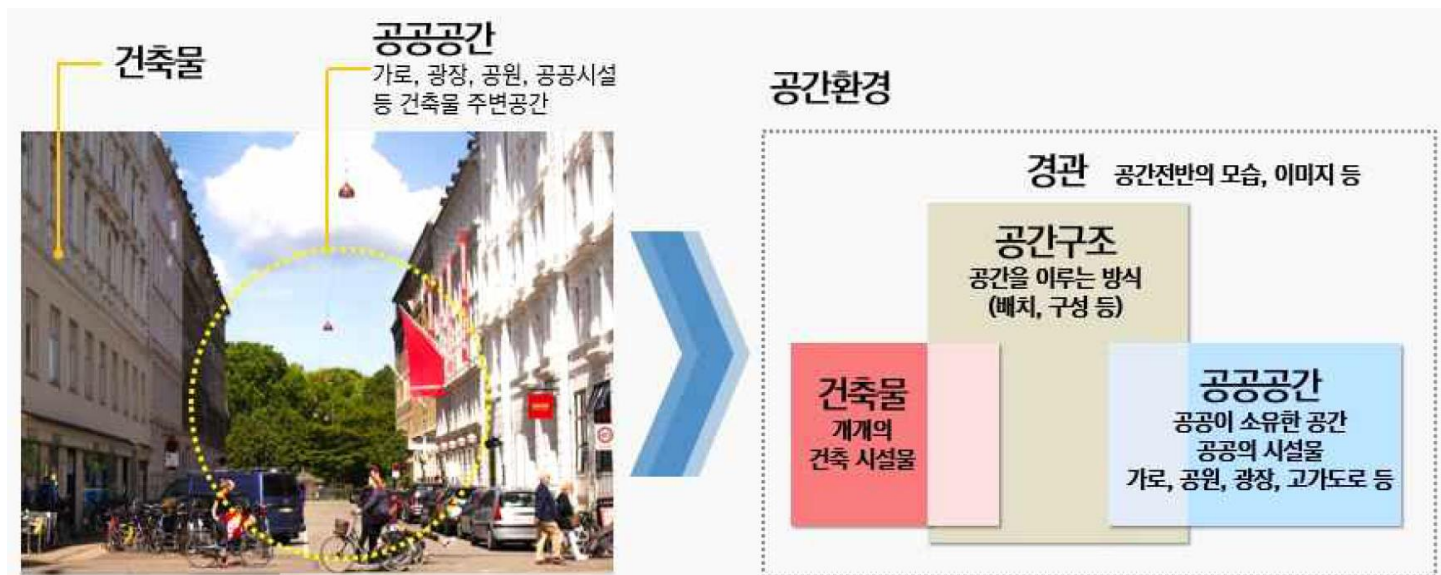 건축물
공공공간
가로, 광장, 공원, 공공시설
등 건축물 주변공간
공간환경
경관 공간전반의 모습, 이미지 등
공간구조
공간을 이루는 방식
(배치, 구성 등)
건축물
개개의
건축 시설물
공공공간
공공이 소유한 공간
공공의 시설물
가로, 공원, 광장, 고가도로 등